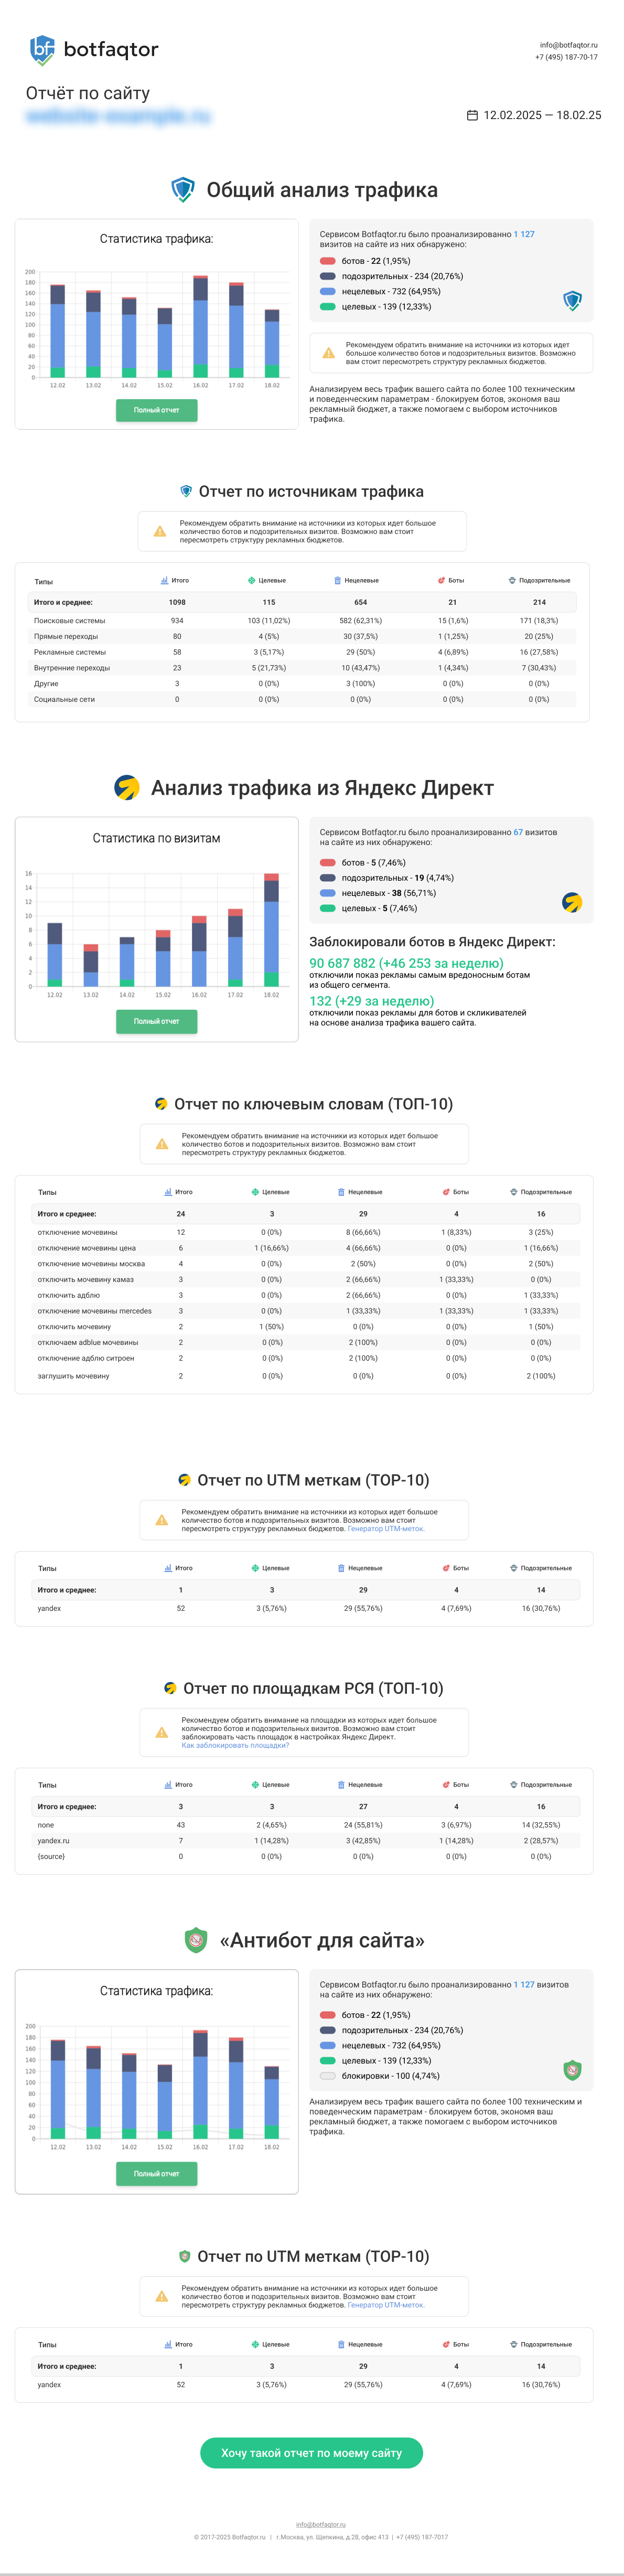 botfaqtor
info@botfaqtor.ru
+7 (495) 187-70-17
Отчёт по сайту
12.02.2025 — 18.02.25
Общий анализ трафика
Статистика трафика:
200
180
160
140
120
100
80
60
40
20
0
12.02 13.02 14.02 15.02 16.02 17.02 18.02
Полный отчет
Сервисом Botfaqtor.ru было проанализированно 1 127
визитов на сайте из них обнаружено:
ботов - 22 (1,95%)
подозрительных - 234 (20,76%)
нецелевых - 732 (64,95%)
целевых - 139 (12,33%)
Рекомендуем обратить внимание на источники из которых идет
большое количество ботов и подозрительных визитов. Возможно
вам стоит пересмотреть структуру рекламных бюджетов.
Анализируем весь трафик вашего сайта по более 100 техническим
и поведенческим параметрам - блокируем ботов, экономя ваш
рекламный бюджет, а также помогаем с выбором источников
трафика.
Отчет по источникам трафика
Рекомендуем обратить внимание на источники из которых идет большое
количество ботов и подозрительных визитов. Возможно вам стоит
пересмотреть структуру рекламных бюджетов.
Типы Итого Целевые Нецелевые Боты Подозрительные
Итого и среднее: 1098 115 654 21 214
Поисковые системы 934 103 (11,02%) 582 (62,31%) 15 (1,6%) 171 (18,3%)
Прямые переходы 80 4 (5%) 30 (37,5%) 1 (1,25%) 20 (25%)
Рекламные системы 58 3 (5,17%) 29 (50%) 4 (6,89%) 16 (27,58%)
Внутренние переходы 23 5 (21,73%) 10 (43,47%) 1 (4,34%) 7 (30,43%)
Другие 3 0 (0%) 3 (100%) 0 (0%) 0 (0%)
Социальные сети 0 0 (0%) 0 (0%) 0 (0%) 0 (0%)
Анализ трафика из Яндекс Директ
Статистика по визитам
16
14
12
10
8
6
4
2
0
12.02 13.02 14.02 15.02 16.02 17.02 18.02
Полный отчет
Сервисом Botfaqtor.ru было проанализированно 67 визитов
на сайте из них обнаружено:
ботов - 5 (7,46%)
подозрительных - 19 (4,74%)
нецелевых - 38 (56,71%)
целевых - 5 (7,46%)
Заблокировали ботов в Яндекс Директ:
90 687 882 (+46 253 за неделю)
отключили показ рекламы самым вредоносным ботам
из общего сегмента.
132 (+29 за неделю)
отключили показ рекламы для ботов и скликивателей
на основе анализа трафика вашего сайта.
Отчет по ключевым словам (ТОП-10)
Рекомендуем обратить внимание на источники из которых идет большое
количество ботов и подозрительных визитов. Возможно вам стоит
пересмотреть структуру рекламных бюджетов.
Типы Итого Целевые Нецелевые Боты Подозрительные
Итого и среднее: 24 3 29 4 16
отключение мочевины 12 0 (0%) 8 (66,66%) 1 (8,33%) 3 (25%)
отключение мочевины цена 6 1 (16,66%) 4 (66,66%) 0 (0%) 1 (16,66%)
отключение мочевины москва 4 0 (0%) 2 (50%) 0 (0%) 2 (50%)
отключить мочевину камаз 3 0 (0%) 2 (66,66%) 1 (33,33%) 0 (0%)
отключить адблю 3 0 (0%) 2 (66,66%) 0 (0%) 1 (33,33%)
отключение мочевины mercedes 3 0 (0%) 1 (33,33%) 1 (33,33%) 1 (33,33%)
отключить мочевину 2 1 (50%) 0 (0%) 0 (0%) 1 (50%)
отключаем adblue мочевины 2 0 (0%) 2 (100%) 0 (0%) 0 (0%)
отключение адблю ситроен 2 0 (0%) 2 (100%) 0 (0%) 0 (0%)
заглушить мочевину 2 0 (0%) 0 (0%) 0 (0%) 2 (100%)
Отчет по UTM меткам (TOP-10)
Рекомендуем обратить внимание на источники из которых идет большое
количество ботов и подозрительных визитов. Возможно вам стоит
пересмотреть структуру рекламных бюджетов. Генератор UTM-меток.
Типы Итого Целевые Нецелевые Боты Подозрительные
Итого и среднее: 1 3 29 4 14
yandex 52 3 (5,76%) 29 (55,76%) 4 (7,69%) 16 (30,76%)
Отчет по площадкам РСЯ (ТОП-10)
Рекомендуем обратить внимание на площадки из которых идет большое
количество ботов и подозрительных визитов. Возможно вам стоит
заблокировать часть площадок в настройках Яндекс Директ.
Как заблокировать площадки?
Типы Итого Целевые Нецелевые Боты Подозрительные
Итого и среднее: 3 3 27 4 16
none 43 2 (4,65%) 24 (55,81%) 3 (6,97%) 14 (32,55%)
yandex.ru 7 1 (14,28%) 3 (42,85%) 1 (14,28%) 2 (28,57%)
{source} 0 0 (0%) 0 (0%) 0 (0%) 0 (0%)
«Антибот для сайта»
Статистика трафика:
200
180
160
140
120
100
80
60
40
20
0
12.02 13.02 14.02 15.02 16.02 17.02 18.02
Полный отчет
Сервисом Botfaqtor.ru было проанализированно 1 127 визитов
на сайте из них обнаружено:
ботов - 22 (1,95%)
подозрительных - 234 (20,76%)
нецелевых - 732 (64,95%)
целевых - 139 (12,33%)
блокировки - 100 (4,74%)
Анализируем весь трафик вашего сайта по более 100 техническим и
поведенческим параметрам - блокируем ботов, экономя ваш
рекламный бюджет, а также помогаем с выбором источников
трафика.
Отчет по UTM меткам (TOP-10)
Рекомендуем обратить внимание на источники из которых идет большое
количество ботов и подозрительных визитов. Возможно вам стоит
пересмотреть структуру рекламных бюджетов. Генератор UTM-меток.
Типы Итого Целевые Нецелевые Боты Подозрительные
Итого и среднее: 1 3 29 4 14
yandex 52 3 (5,76%) 29 (55,76%) 4 (7,69%) 16 (30,76%)
Хочу такой отчет по моему сайту
info@botfaqtor.ru
© 2017-2025 Botfaqtor.ru | г.Москва, ул. Щепкина, д.28, офис 413 | +7 (495) 187-7017